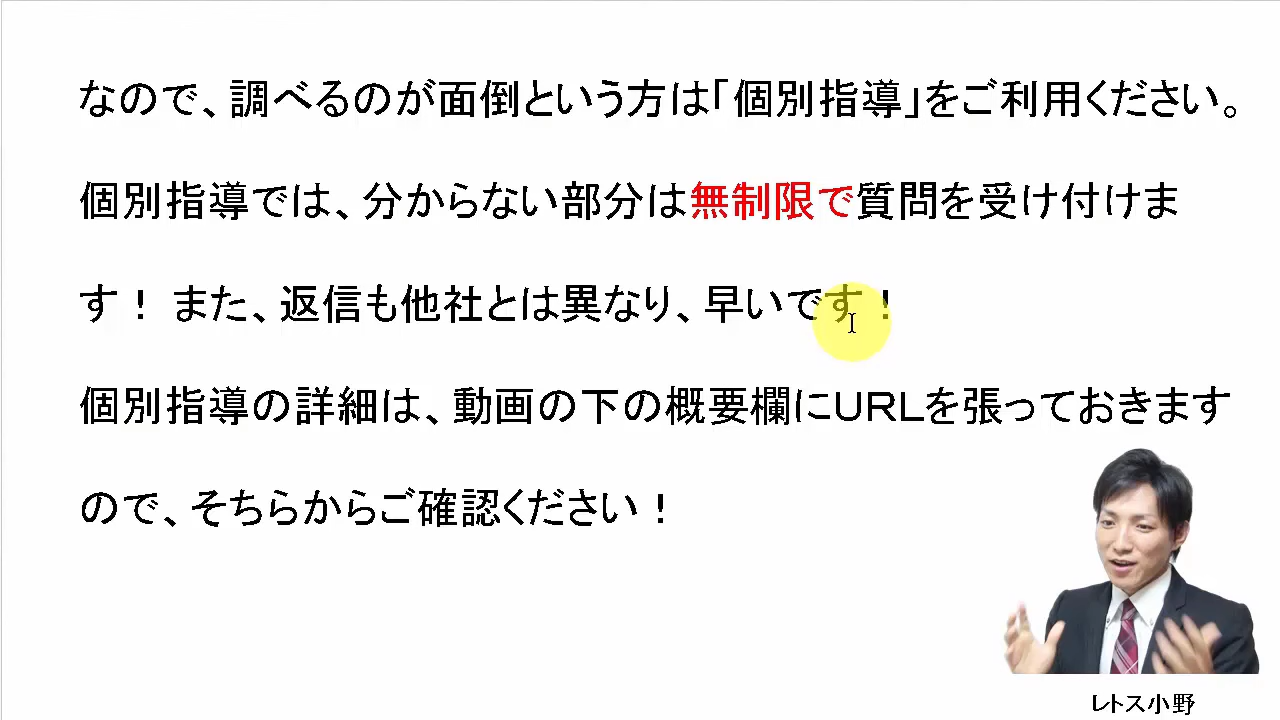 なので、調べるのが面倒という方は「個別指導」をご利用ください。
個別指導では、分からない部分は無制限で質問を受け付けま
す！ また、返信も他社とは異なり、早いです！
個別指導の詳細は、動画の下の概要欄にＵＲＬを張っておきます
ので、そちらからご確認ください！
レトス小野